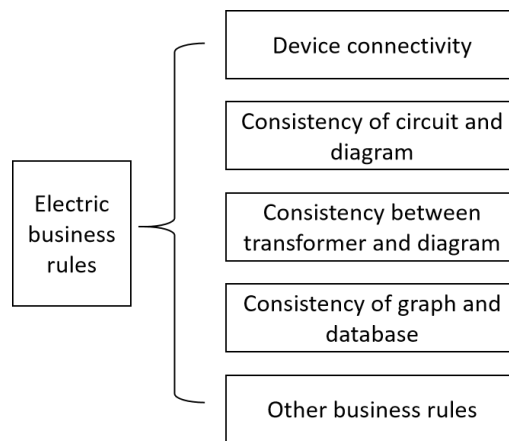 Device connectivity
Consistency of circuit and
diagram
Electric
business
rules
Consistency between
transformer and diagram
Consistency of graph and
database
Other business rules